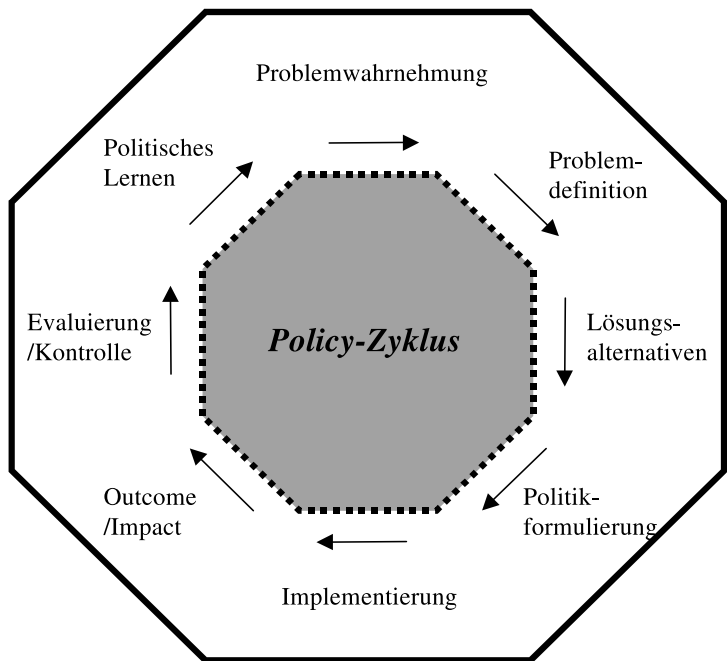 Problemwahrnehmung
Politisches
Lernen
Problem-
definition
Evaluierung
/Kontrolle
Policy-Zyklus
Lösungs-
alternativen
Outcome
/Impact
Politik-
formulierung
Implementierung